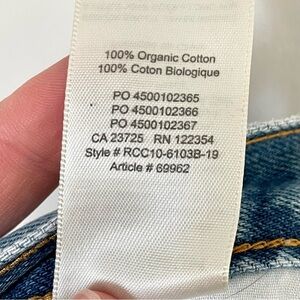 100% Organic Cotton
100% Coton Biologique
PO 4500102365
PO 4500102366
PO 4500102367
CA 23725 RN 122354
Style # RCC10-6103B-19
Article # 69962